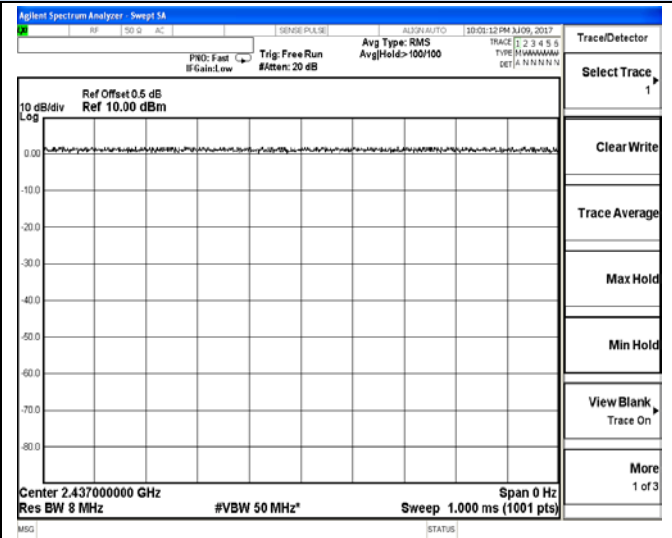 Agilent Spectrum Analyzer - Swept SA
RF 50 Ω AC SENSE:PULSE ALIGN AUTO 10:01:12 PM Jul 09, 2017
Avg Type: RMS
Avg|Hold:>100/100
TRACE 1 2 3 4 5 6
TYPE
DET A N N N N N
PNO: Fast
IFGain:Low
Trig: Free Run
#Atten: 20 dB
Ref Offset 0.5 dB
10 dB/div Ref 10.00 dBm
Log
0.00
-10.0
-20.0
-30.0
-40.0
-50.0
-60.0
-70.0
-80.0
Center 2.437000000 GHz Span 0 Hz
Res BW 8 MHz #VBW 50 MHz* Sweep 1.000 ms (1001 pts)
MSG STATUS
Trace/Detector
Select Trace
1
Clear Write
Trace Average
Max Hold
Min Hold
View Blank
Trace On
More
1 of 3